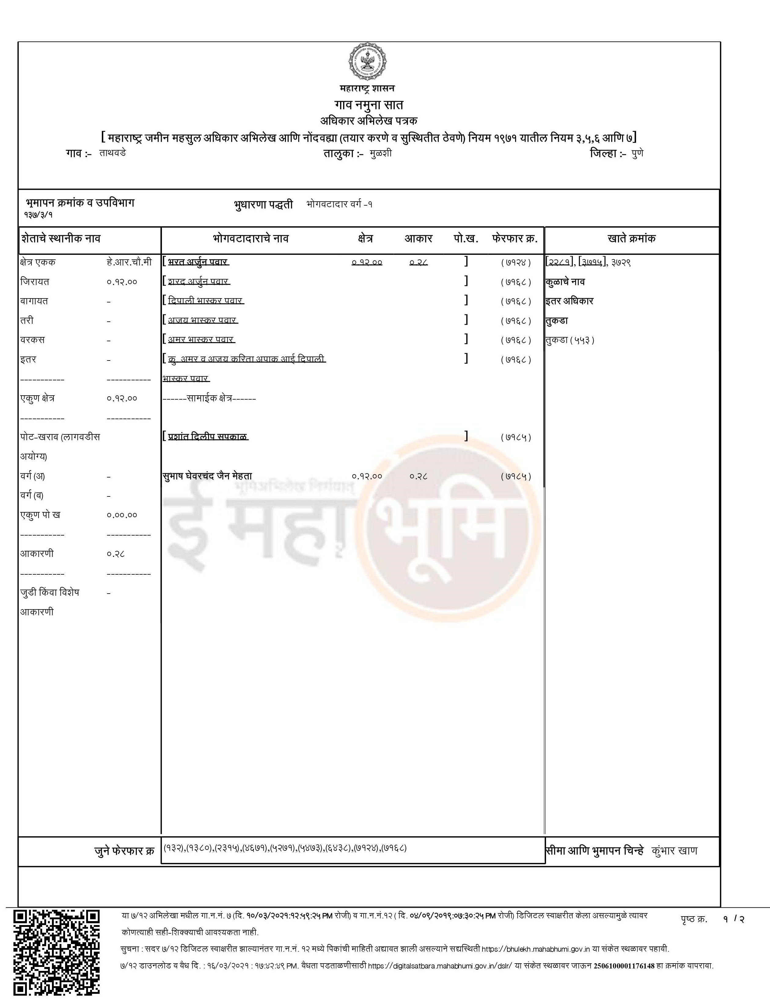 महाराष्ट्र शासन
गाव नमुना सात
अधिकार अभिलेख पत्रक
[ महाराष्ट्र जमीन महसुल अधिकार अभिलेख आणि नोंदवह्या (तयार करणे व सुस्थितीत ठेवणे) नियम १९७१ यातील नियम ३,५,६ आणि ७]
गाव :- ताथवडे तालुका :- मुळशी जिल्हा :- पुणे
भूमापन क्रमांक व उपविभाग भुधारणा पद्धती भोगवटादार वर्ग -१
१३७/३/१
शेताचे स्थानीक नाव भोगवटादाराचे नाव क्षेत्र आकार पो.ख. फेरफार क्र. खाते क्रमांक
क्षेत्र एकक हे.आर.चौ.मी [ भरत अर्जुन पवार ०.१२.०० ०.२८ ] ( ७१२४ ) [२२८१], [३७१५], ३७२९
जिरायत ०.१२.०० [ शरद अर्जुन पवार ] ( ७१६८ ) कुळाचे नाव
बागायत - [ दिपाली भास्कर पवार ] ( ७१६८ ) इतर अधिकार
तरी - [ अजय भास्कर पवार ] ( ७१६८ ) तुकडा
वरकस - [ अमर भास्कर पवार ] ( ७१६८ ) तुकडा ( ५५३ )
इतर - [ कु. अमर व अजय करिता अपाक आई दिपाली ] ( ७१६८ )
----------- ----------- भास्कर पवार
एकुण क्षेत्र ०.१२.०० ------सामाईक क्षेत्र------
----------- -----------
पोट-खराब (लागवडीस [ प्रशांत दिलीप सपकाळ ] ( ७१८५ )
अयोग्य)
वर्ग (अ) - सुभाष घेवरचंद जैन मेहता ०.१२.०० ०.२८ ( ७१८५ )
भूमिअभिलेख निर्गवात्
वर्ग (ब) -
ई महाभूमि
एकुण पो ख ०.००.००
----------- -----------
आकारणी ०.२८
----------- -----------
जुडी किंवा विशेष -
आकारणी
जुने फेरफार क्र (१३२),(१३८०),(२३१५),(४६७१),(५२७१),(५४७३),(६४३८),(७१२४),(७१६८) सीमा आणि भुमापन चिन्हे कुंभार खाण
या ७/१२ अभिलेखा मधील गा.न.नं. ७ (दि. १०/०३/२०२१:१२:५९:२५ PM रोजी) व गा.न.नं.१२ ( दि. ०४/०९/२०१९:०७:३०:२५ PM रोजी) डिजिटल स्वाक्षरीत केला असल्यामुळे त्यावर पृष्ठ क्र. १ / २
कोणत्याही सही-शिक्क्याची आवश्यकता नाही.
सुचना : सदर ७/१२ डिजिटल स्वाक्षरीत झाल्यानंतर गा.न.नं. १२ मध्ये पिकांची माहिती अद्यावत झाली असल्याने सद्यस्थिती https://bhulekh.mahabhumi.gov.in या संकेत स्थळावर पहावी.
७/१२ डाउनलोड व वैध दि. : १६/०३/२०२१ : १७:४२:४९ PM. वैधता पडताळणीसाठी https://digitalsatbara.mahabhumi.gov.in/dslr/ या संकेत स्थळावर जाऊन 2506100001176148 हा क्रमांक वापरावा.